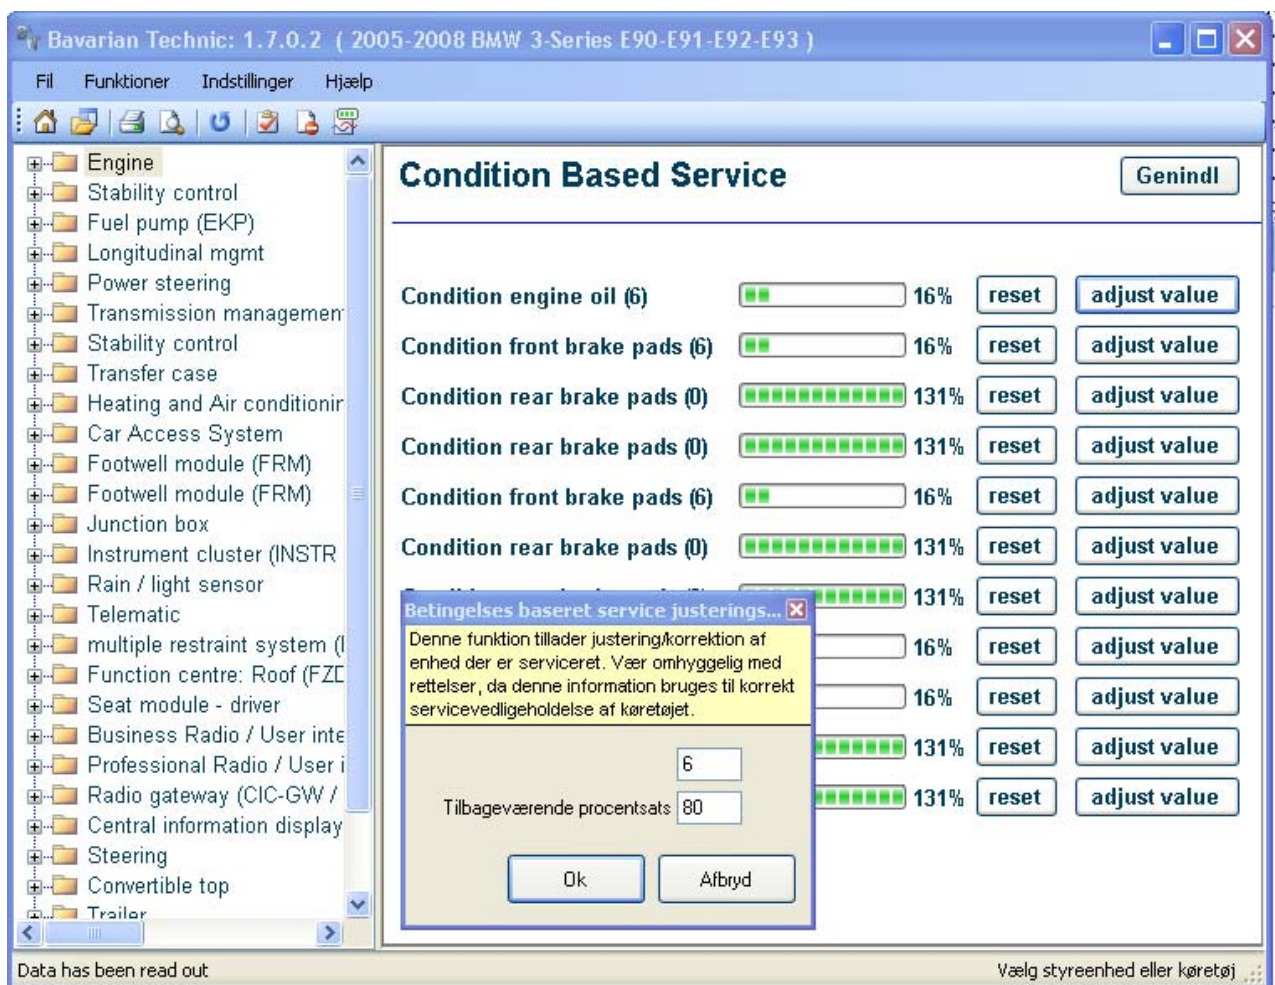 Bavarian Technic: 1.7.0.2 ( 2005-2008 BMW 3-Series E90-E91-E92-E93 )
Fil Funktioner Indstillinger Hjælp
Engine
Stability control
Fuel pump (EKP)
Longitudinal mgmt
Power steering
Transmission managemen
Stability control
Transfer case
Heating and Air conditionir
Car Access System
Footwell module (FRM)
Footwell module (FRM)
Junction box
Instrument cluster (INSTR
Rain / light sensor
Telematic
multiple restraint system (
Function centre: Roof (FZD
Seat module - driver
Business Radio / User inte
Professional Radio / User i
Radio gateway (CIC-GW /
Central information display
Steering
Convertible top
Trailer
Condition Based Service Genindl
Condition engine oil (6) 16% reset adjust value
Condition front brake pads (6) 16% reset adjust value
Condition rear brake pads (0) 131% reset adjust value
Condition rear brake pads (0) 131% reset adjust value
Condition front brake pads (6) 16% reset adjust value
Condition rear brake pads (0) 131% reset adjust value
131% reset adjust value
16% reset adjust value
16% reset adjust value
131% reset adjust value
131% reset adjust value
Betingelses baseret service justerings...
Denne funktion tillader justering/korrektion af
enhed der er serviceret. Vær omhyggelig med
rettelser, da denne information bruges til korrekt
servicevedligeholdelse af køretøjet.
6
Tilbageværende procentsats 80
Ok Afbryd
Data has been read out Vælg styreenhed eller køretøj